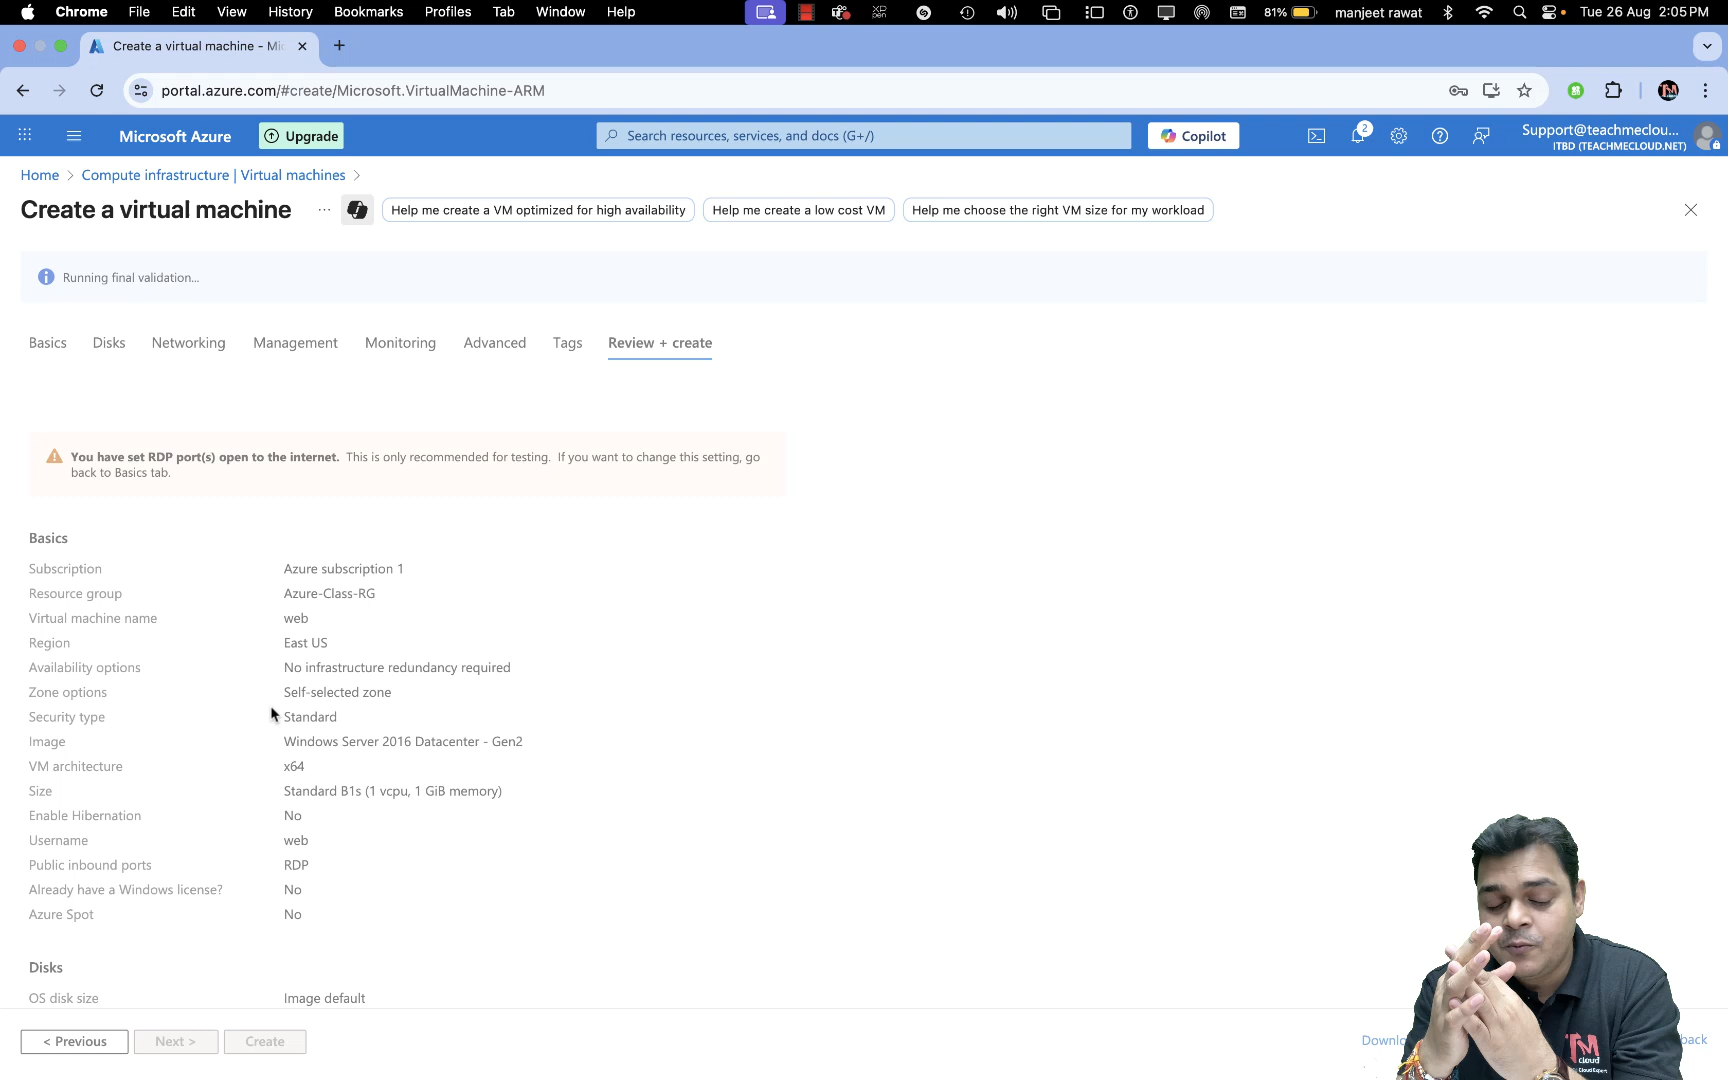 Chrome File Edit View History Bookmarks Profiles Tab Window Help
XP PEN 81% manjeet rawat Tue 26 Aug 2:05 PM
Create a virtual machine - Mi
portal.azure.com/#create/Microsoft.VirtualMachine-ARM
Microsoft Azure Upgrade Search resources, services, and docs (G+/) Copilot 2 Support@teachmeclou...
ITBD (TEACHMECLOUD.NET)
Home > Compute infrastructure | Virtual machines >
Create a virtual machine ... Help me create a VM optimized for high availability Help me create a low cost VM Help me choose the right VM size for my workload
Running final validation...
Basics Disks Networking Management Monitoring Advanced Tags Review + create
You have set RDP port(s) open to the internet. This is only recommended for testing. If you want to change this setting, go
back to Basics tab.
Basics
Subscription Azure subscription 1
Resource group Azure-Class-RG
Virtual machine name web
Region East US
Availability options No infrastructure redundancy required
Zone options Self-selected zone
Security type Standard
Image Windows Server 2016 Datacenter - Gen2
VM architecture x64
Size Standard B1s (1 vcpu, 1 GiB memory)
Enable Hibernation No
Username web
Public inbound ports RDP
Already have a Windows license? No
Azure Spot No
Disks
OS disk size Image default
< Previous Next > Create
TM
Cloud